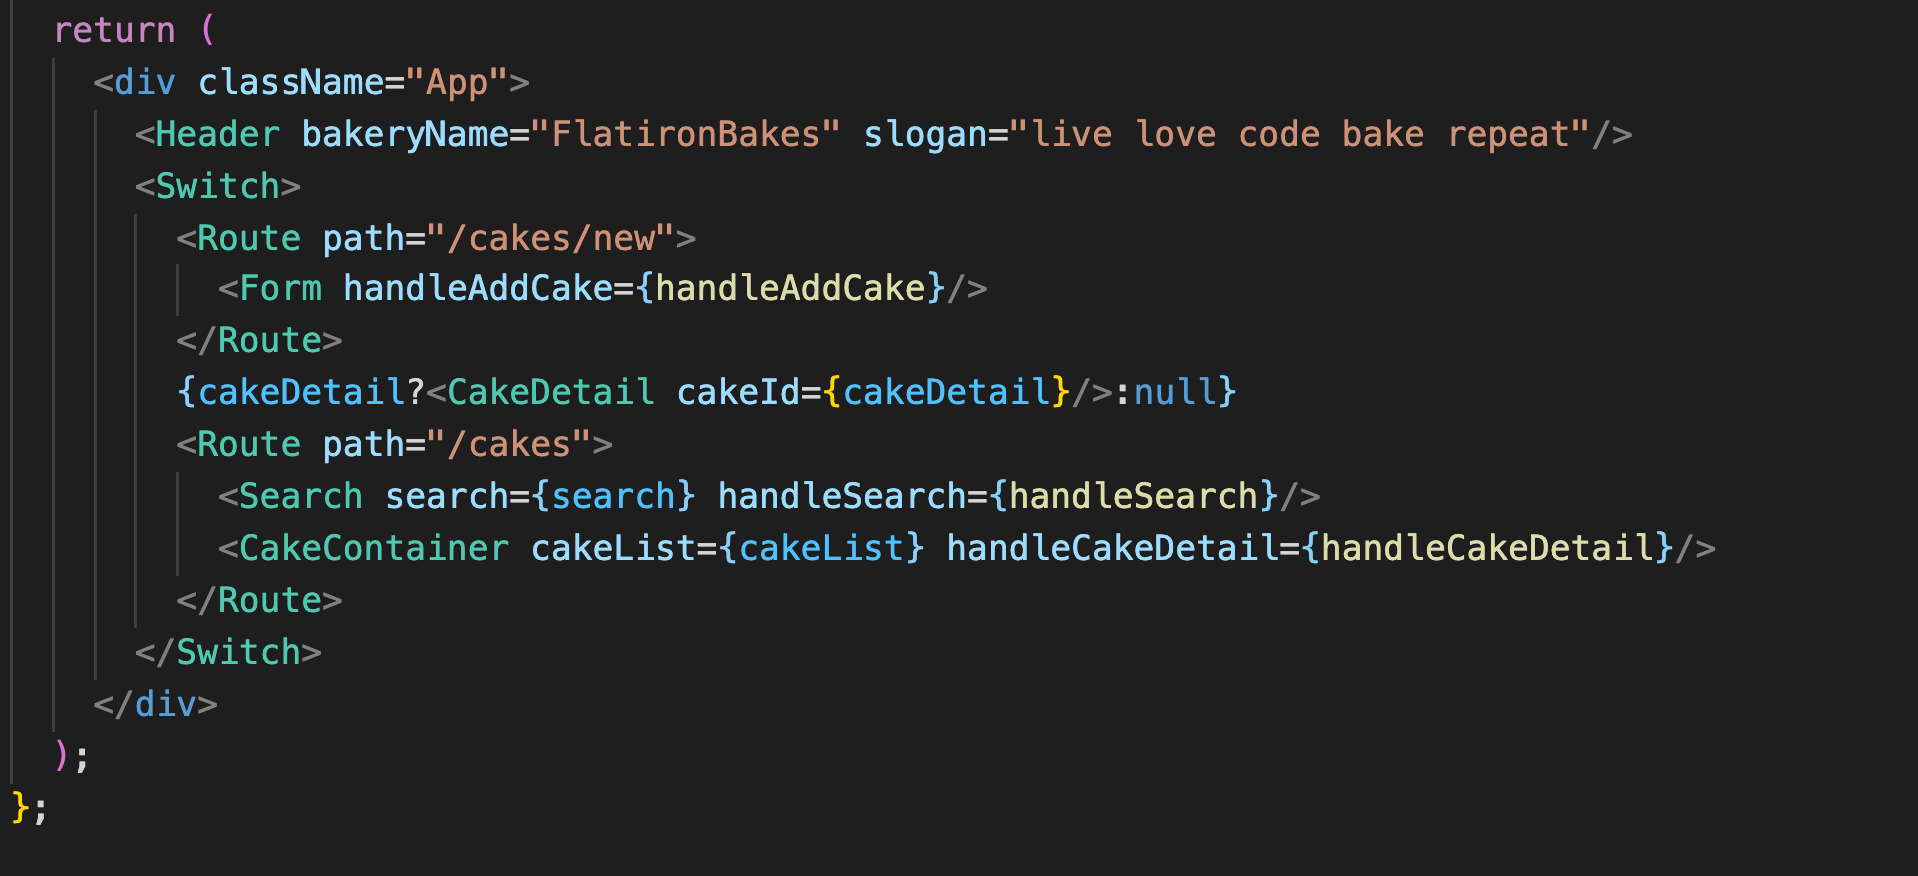 return (
<div className="App">
<Header bakeryName="FlatironBakes" slogan="live love code bake repeat"/>
<Switch>
<Route path="/cakes/new">
<Form handleAddCake={handleAddCake}/>
</Route>
{cakeDetail?<CakeDetail cakeId={cakeDetail}/>:null}
<Route path="/cakes">
<Search search={search} handleSearch={handleSearch}/>
<CakeContainer cakeList={cakeList} handleCakeDetail={handleCakeDetail}/>
</Route>
</Switch>
</div>
);
};